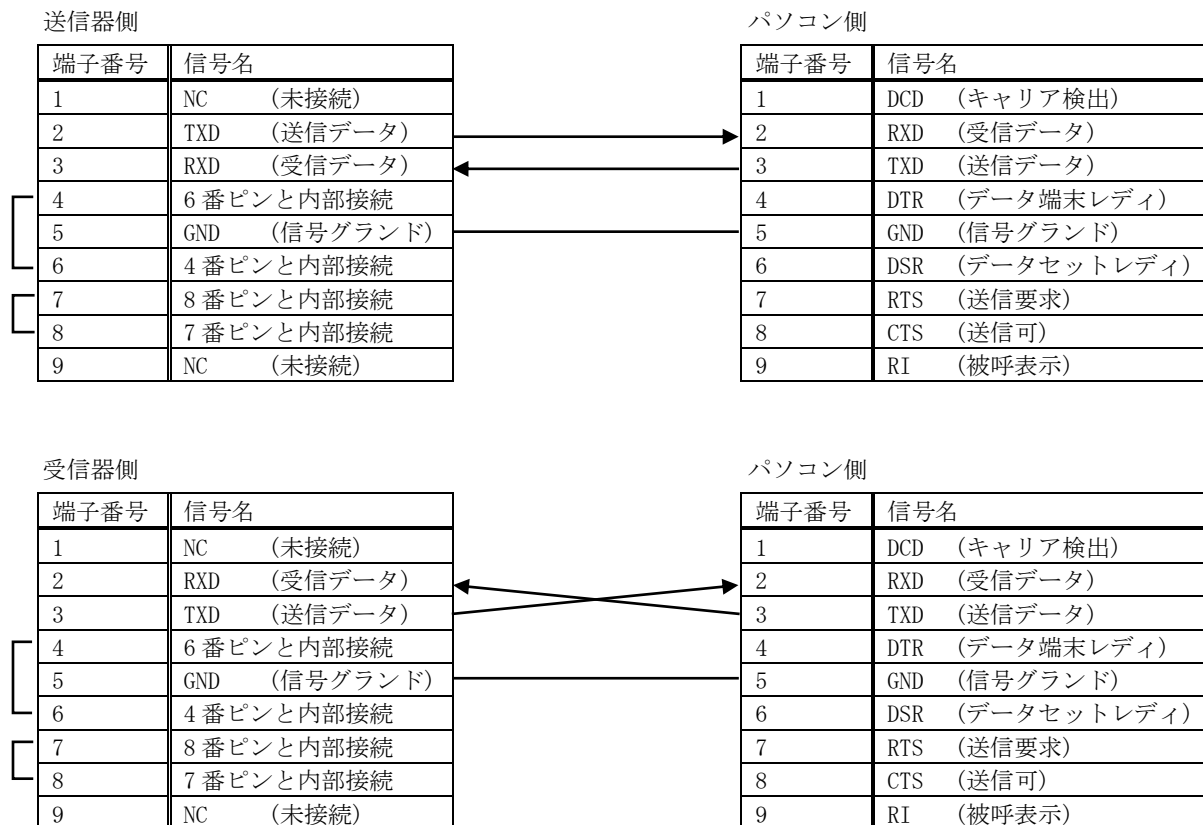 送信器側 パソコン側
端子番号 信号名 端子番号 信号名
1 NC (未接続) 1 DCD (キャリア検出)
2 TXD (送信データ) 2 RXD (受信データ)
3 RXD (受信データ) 3 TXD (送信データ)
4 6番ピンと内部接続 4 DTR (データ端末レディ)
5 GND (信号グランド) 5 GND (信号グランド)
6 4番ピンと内部接続 6 DSR (データセットレディ)
7 8番ピンと内部接続 7 RTS (送信要求)
8 7番ピンと内部接続 8 CTS (送信可)
9 NC (未接続) 9 RI (被呼表示)
受信器側 パソコン側
端子番号 信号名 端子番号 信号名
1 NC (未接続) 1 DCD (キャリア検出)
2 RXD (受信データ) 2 RXD (受信データ)
3 TXD (送信データ) 3 TXD (送信データ)
4 6番ピンと内部接続 4 DTR (データ端末レディ)
5 GND (信号グランド) 5 GND (信号グランド)
6 4番ピンと内部接続 6 DSR (データセットレディ)
7 8番ピンと内部接続 7 RTS (送信要求)
8 7番ピンと内部接続 8 CTS (送信可)
9 NC (未接続) 9 RI (被呼表示)